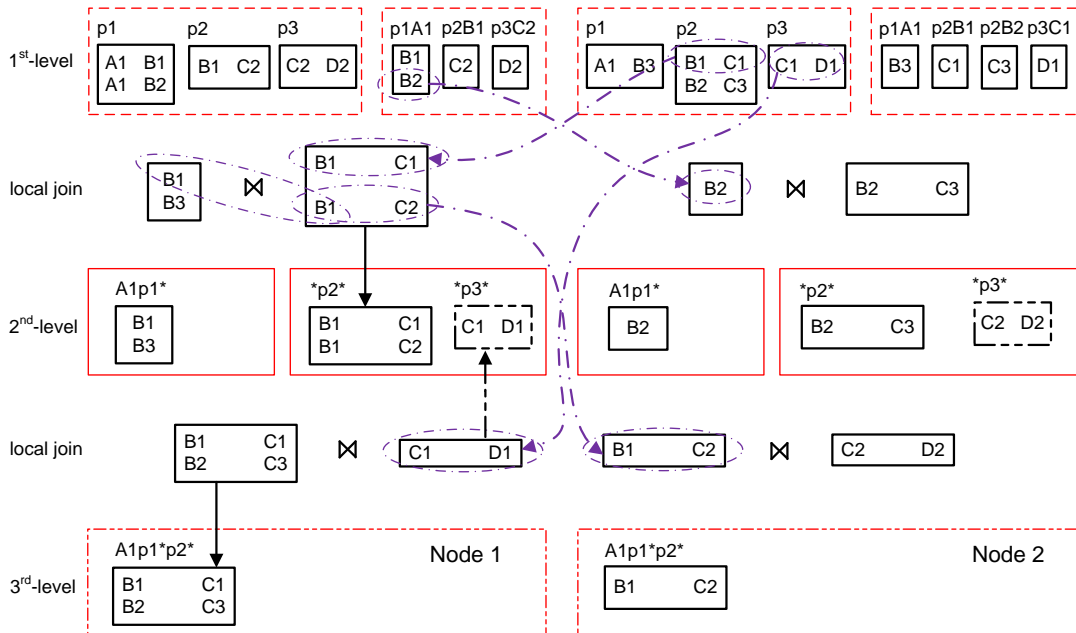 p1 p2 p3 p1A1 p2B1 p3C2 p1 p2 p3 p1A1 p2B1 p2B2 p3C1
1st-level
A1 B1
A1 B2
B1 C2
C2 D2
B1
B2
C2
D2
A1 B3
B1 C1
B2 C3
C1 D1
B3
C1
C3
D1
local join
B1
B3
⋈
B1 C1
B1 C2
B2
⋈
B2 C3
2nd-level
A1p1*
B1
B3
*p2*
B1 C1
B1 C2
*p3*
C1 D1
A1p1*
B2
*p2*
B2 C3
*p3*
C2 D2
local join
B1 C1
B2 C3
⋈
C1 D1
B1 C2
⋈
C2 D2
3rd-level
A1p1*p2*
B1 C1
B2 C3
Node 1
A1p1*p2*
B1 C2
Node 2